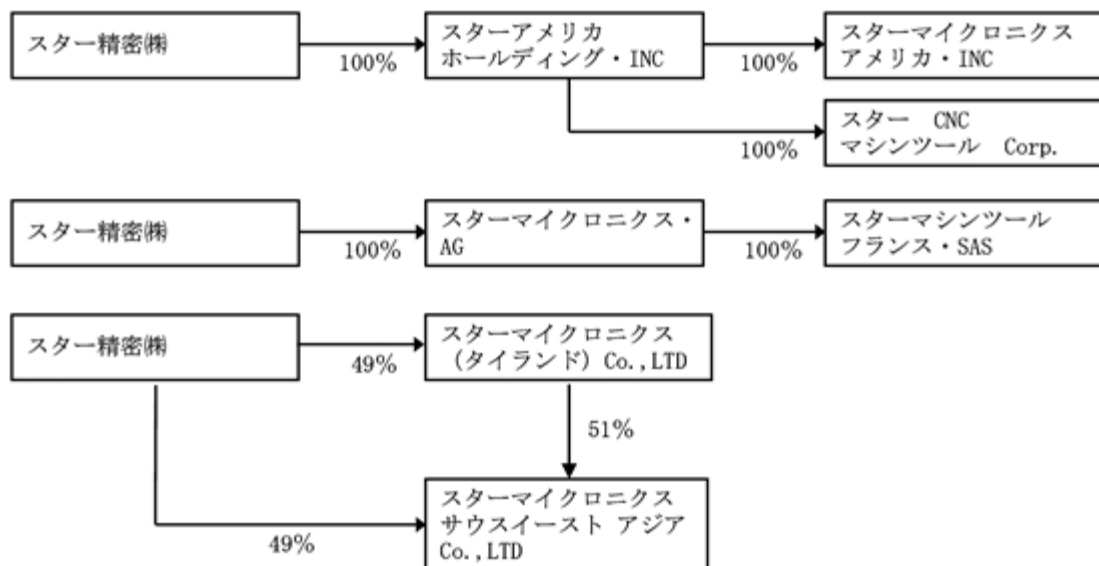 スター精密㈱
100%
スターアメリカ
ホールディング・INC
100%
スターマイクロニクス
アメリカ・INC
100%
スター　CNC
マシンツール　Corp.
スター精密㈱
100%
スターマイクロニクス・
AG
100%
スターマシンツール
フランス・SAS
スター精密㈱
49%
スターマイクロニクス
（タイランド）Co.,LTD
51%
49%
スターマイクロニクス
サウスイースト アジア
Co.,LTD